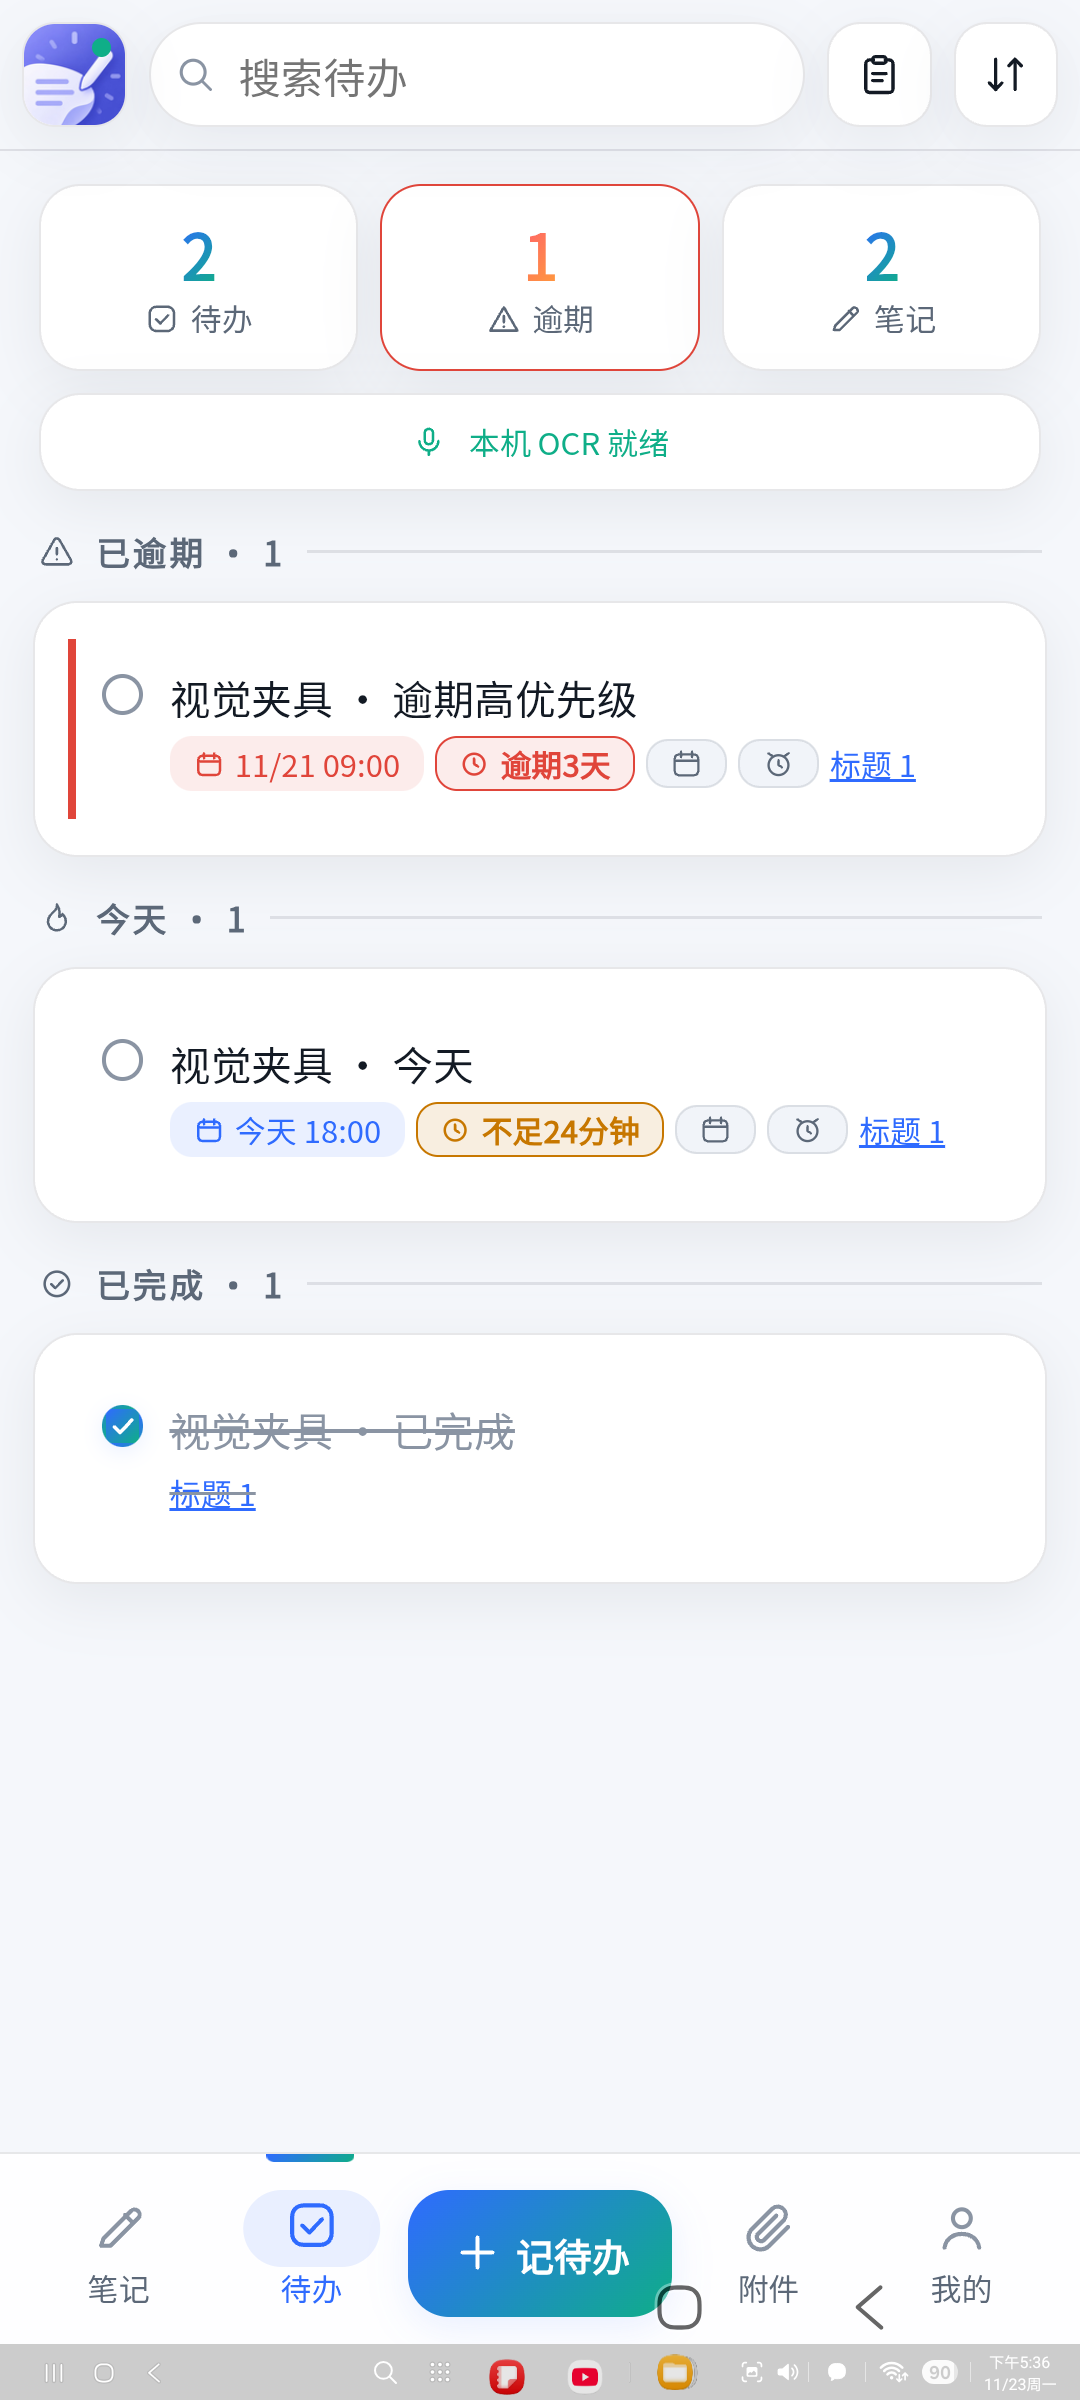 搜索待办
2
待办
1
逾期
2
笔记
本机 OCR 就绪
已逾期 · 1
视觉夹具 · 逾期高优先级
11/21 09:00 逾期3天 标题 1
今天 · 1
视觉夹具 · 今天
今天 18:00 不足24分钟 标题 1
已完成 · 1
视觉夹具 · 已完成
标题 1
笔记
待办
记待办
附件
我的
90
下午5:36
11/23周一